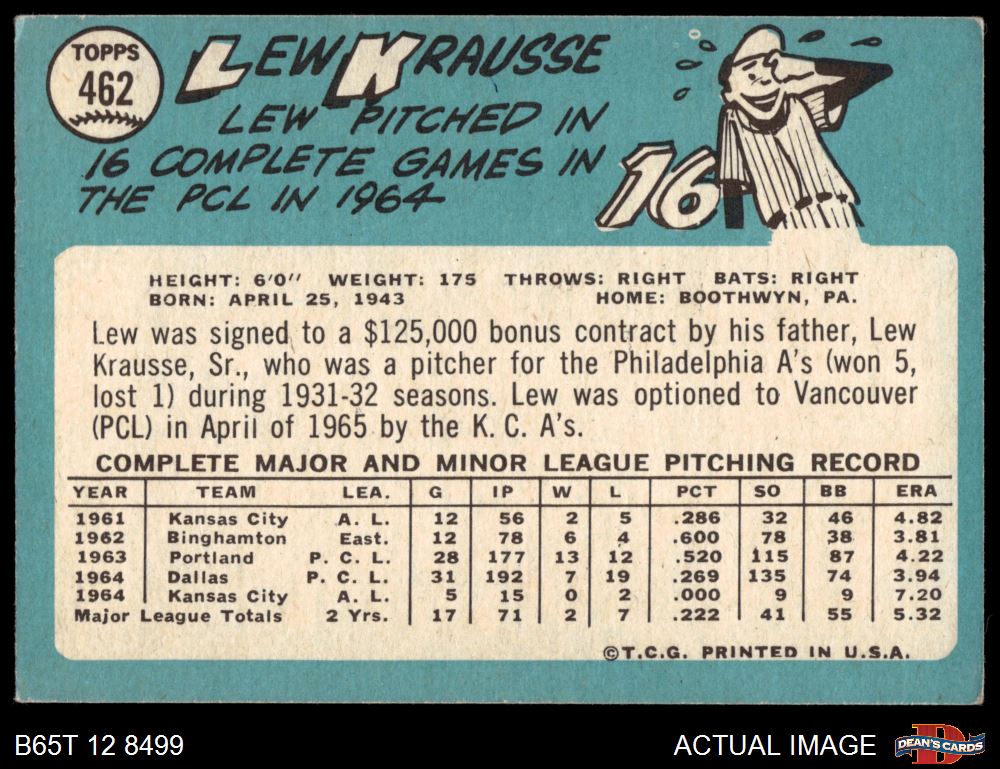 TOPPS
462
LEW KRAUSSE
LEW PITCHED IN
16 COMPLETE GAMES IN
THE PCL IN 1964
16
HEIGHT: 6'0" WEIGHT: 175 THROWS: RIGHT BATS: RIGHT
BORN: APRIL 25, 1943 HOME: BOOTHWYN, PA.
Lew was signed to a $125,000 bonus contract by his father, Lew
Krausse, Sr., who was a pitcher for the Philadelphia A's (won 5,
lost 1) during 1931-32 seasons. Lew was optioned to Vancouver
(PCL) in April of 1965 by the K. C. A's.
COMPLETE MAJOR AND MINOR LEAGUE PITCHING RECORD
YEAR TEAM LEA. G IP W L PCT SO BB ERA
1961 Kansas City A. L. 12 56 2 5 .286 32 46 4.82
1962 Binghamton East. 12 78 6 4 .600 78 38 3.81
1963 Portland P. C. L. 28 177 13 12 .520 115 87 4.22
1964 Dallas P. C. L. 31 192 7 19 .269 135 74 3.94
1964 Kansas City A. L. 5 15 0 2 .000 9 9 7.20
Major League Totals 2 Yrs. 17 71 2 7 .222 41 55 5.32
©T.C.G. PRINTED IN U.S.A.
B65T 12 8499 ACTUAL IMAGE
D
DEAN'S CARDS